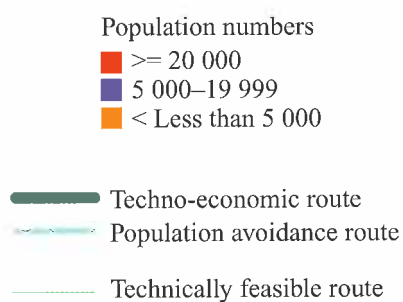 Population numbers
>= 20 000
5 000–19 999
< Less than 5 000
Techno-economic route
Population avoidance route
Technically feasible route